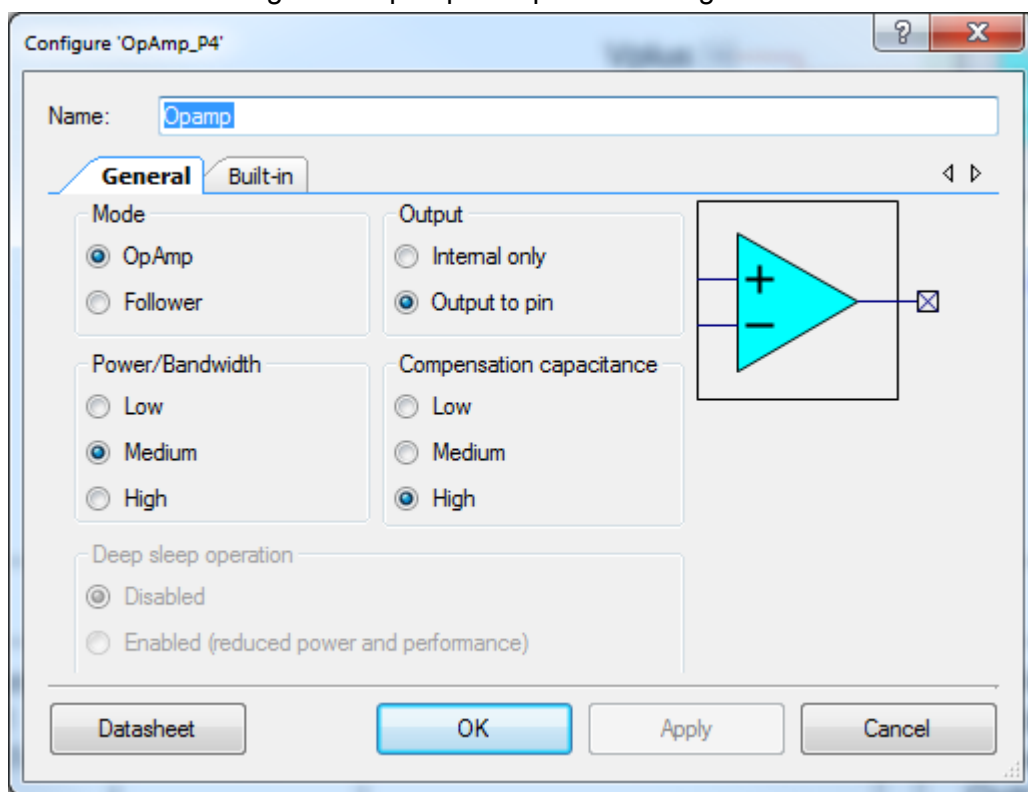 Configure 'OpAmp_P4'
Name: Opamp
General Built-in
Mode
OpAmp
Follower
Output
Internal only
Output to pin
Power/Bandwidth
Low
Medium
High
Compensation capacitance
Low
Medium
High
Deep sleep operation
Disabled
Enabled (reduced power and performance)
Datasheet OK Apply Cancel